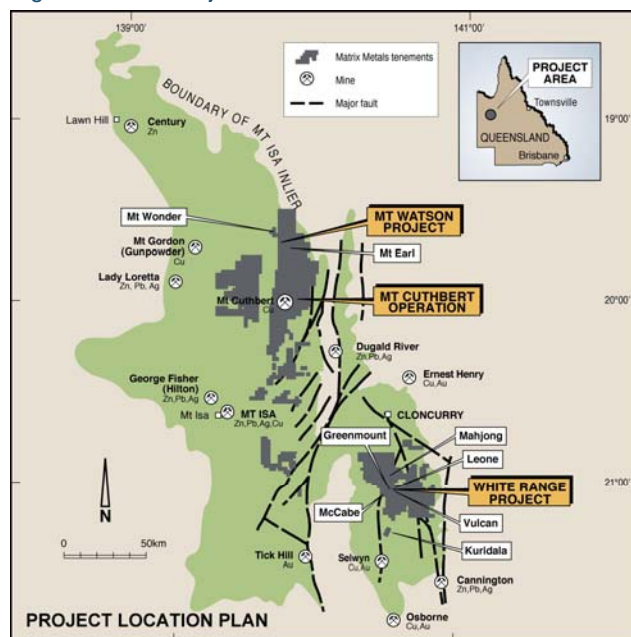 139°00'
141°00'
Matrix Metals tenements
Mine
Major fault
PROJECT
AREA
Townsville
QUEENSLAND
Brisbane
BOUNDARY OF MT ISA INLIER
Lawn Hill
Century
Zn
19°00'
Mt Wonder
MT WATSON
PROJECT
Mt Gordon
(Gunpowder)
Cu
Mt Earl
Lady Loretta
Zn, Pb, Ag
Mt Cuthbert
Cu
MT CUTHBERT
OPERATION
20°00'
Dugald River
Zn,Pb,Ag
Ernest Henry
Cu,Au
George Fisher
(Hilton)
Zn,Pb,Ag
Mt Isa
MT ISA
Zn,Pb,Ag,Cu
CLONCURRY
Greenmount
Mahjong
Leone
21°00'
WHITE RANGE
PROJECT
McCabe
Vulcan
Kuridala
N
0
50km
Tick Hill
Au
Selwyn
Cu,Au
Cannington
Zn,Pb,Ag
Osborne
Cu,Au
PROJECT LOCATION PLAN